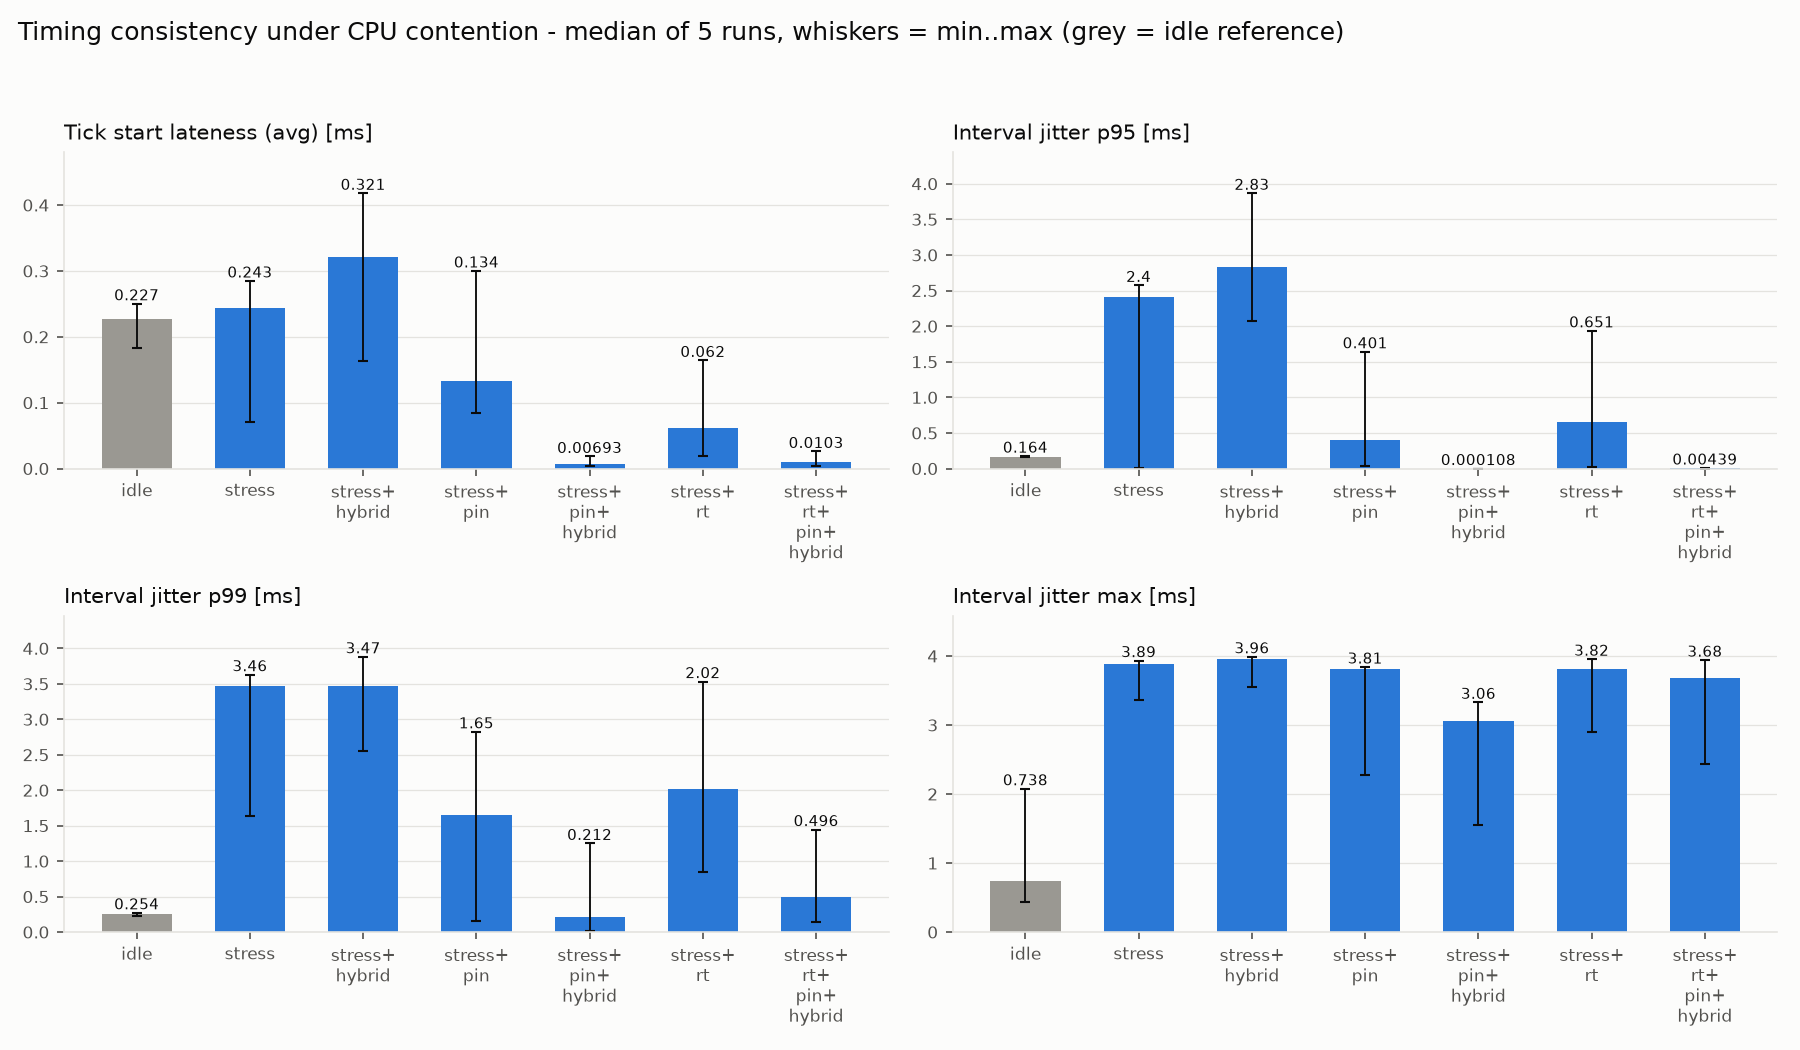 Timing consistency under CPU contention - median of 5 runs, whiskers = min..max (grey = idle reference)
Tick start lateness (avg) [ms]
0.4
0.3
0.2
0.1
0.0
0.227
0.243
0.321
0.134
0.00693
0.062
0.0103
idle
stress
stress+
hybrid
stress+
pin
stress+
pin+
hybrid
stress+
rt
stress+
rt+
pin+
hybrid
Interval jitter p95 [ms]
4.0
3.5
3.0
2.5
2.0
1.5
1.0
0.5
0.0
0.164
2.4
2.83
0.401
0.000108
0.651
0.00439
idle
stress
stress+
hybrid
stress+
pin
stress+
pin+
hybrid
stress+
rt
stress+
rt+
pin+
hybrid
Interval jitter p99 [ms]
4.0
3.5
3.0
2.5
2.0
1.5
1.0
0.5
0.0
0.254
3.46
3.47
1.65
0.212
2.02
0.496
idle
stress
stress+
hybrid
stress+
pin
stress+
pin+
hybrid
stress+
rt
stress+
rt+
pin+
hybrid
Interval jitter max [ms]
4
3
2
1
0
0.738
3.89
3.96
3.81
3.06
3.82
3.68
idle
stress
stress+
hybrid
stress+
pin
stress+
pin+
hybrid
stress+
rt
stress+
rt+
pin+
hybrid